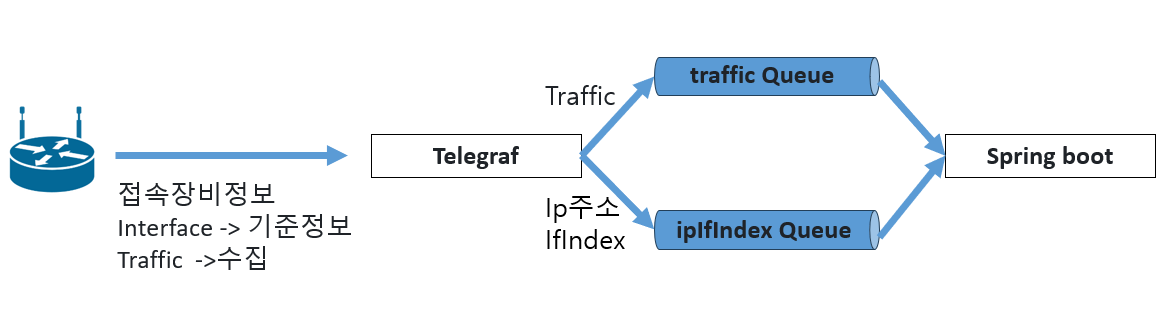 접속장비정보
Interface -> 기준정보
Traffic ->수집
Telegraf
Traffic
Ip주소
IfIndex
traffic Queue
ipIfIndex Queue
Spring boot